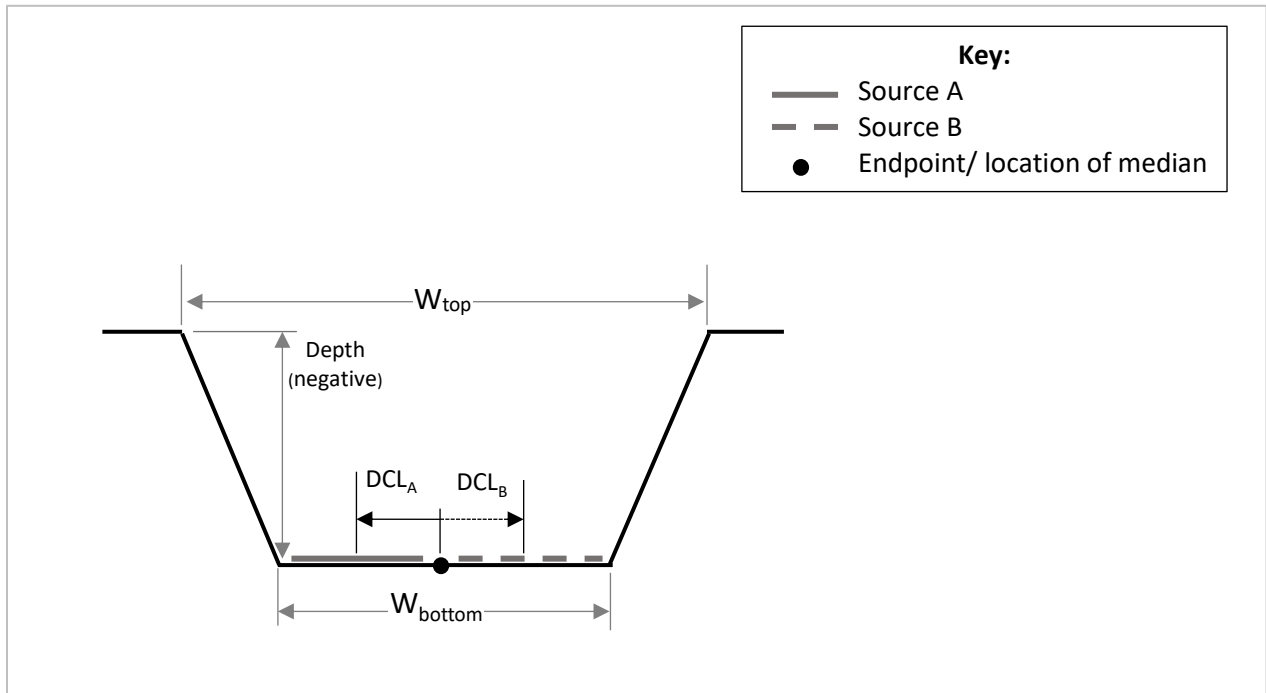 Key:
Source A
Source B
Endpoint/ location of median
Wtop
Depth
(negative)
DCLA
DCLB
Wbottom